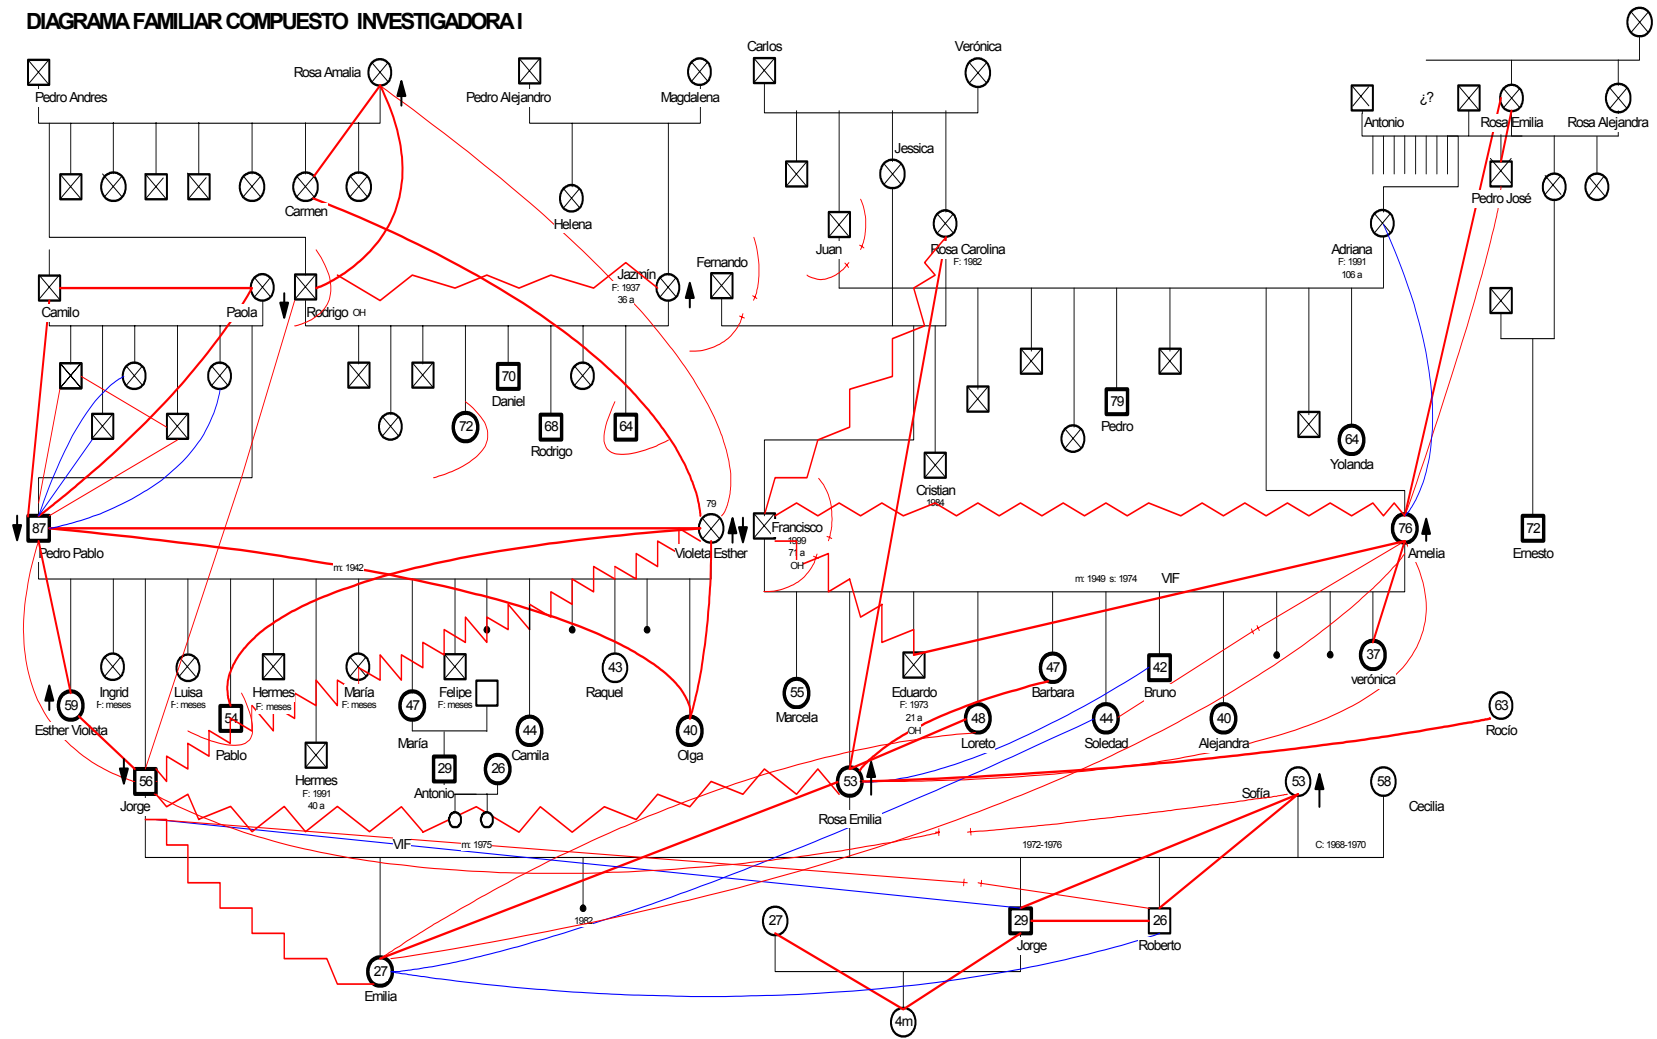 DIAGRAMA FAMILIAR COMPUESTO INVESTIGADORA I
Carlos
Verónica
Rosa Amalia
Pedro Andres
Pedro Alejandro
Magdalena
¿?
Antonio
Rosa Emilia
Rosa Alejandra
Jessica
Carmen
Helena
Pedro José
Juan
Rosa Carolina
F: 1982
Adriana
F: 1991
106 a
Fernando
Jazmín
F: 1937
36 a
Camilo
Paola
Rodrigo OH
70
Daniel
72
68
Rodrigo
64
79
Pedro
64
Yolanda
Cristian
1984
79
87
Pedro Pablo
Violeta Esther
Francisco
1999
71 a
OH
76
Amelia
72
Ernesto
m: 1942
m: 1949 s: 1974
VIF
Ingrid
F: meses
Luisa
F: meses
Hermes
F: meses
María
F: meses
Felipe
F: meses
43
Raquel
59
Esther Violeta
54
Pablo
47
María
44
Camila
40
Olga
55
Marcela
Eduardo
F: 1973
21 a
OH
47
Barbara
48
Loreto
42
Bruno
44
Soledad
40
Alejandra
37
verónica
63
Rocío
56
Jorge
Hermes
F: 1991
40 a
29
Antonio
26
53
Rosa Emilia
53
Sofía
58
Cecilia
VIF
m: 1975
1972-1976
C: 1968-1970
1982
27
Emilia
27
29
Jorge
26
Roberto
4m